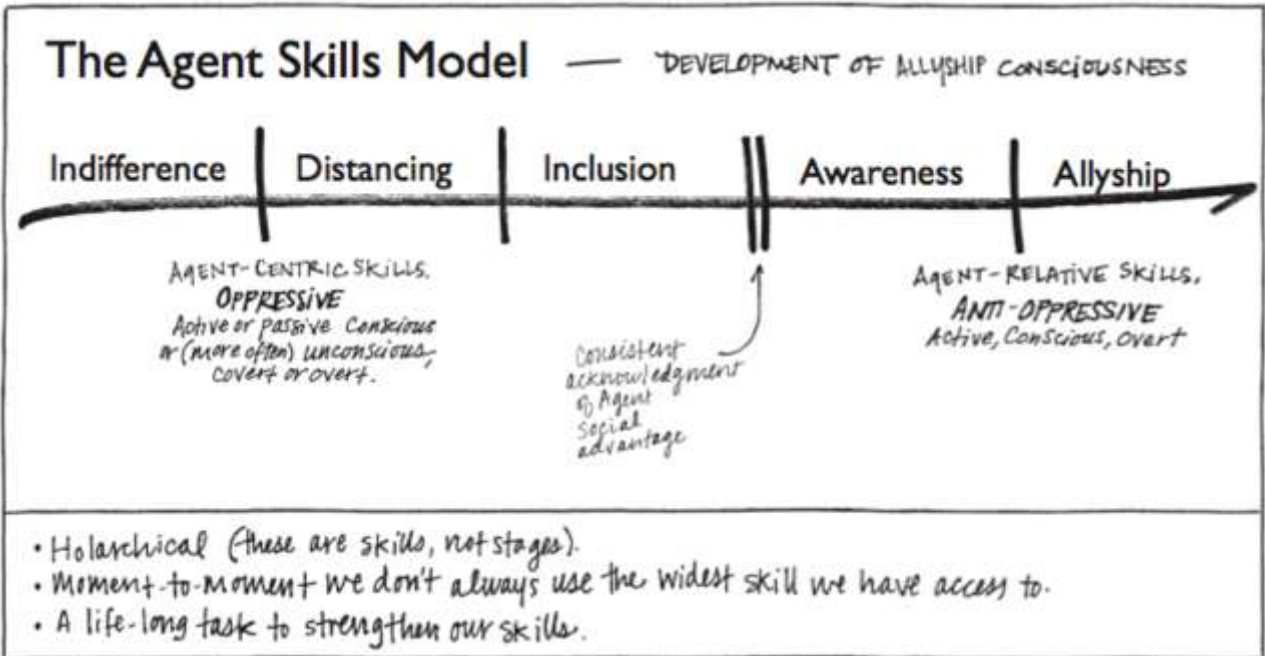 The Agent Skills Model — DEVELOPMENT OF ALLYSHIP CONSCIOUSNESS
Indifference Distancing Inclusion Awareness Allyship
AGENT-CENTRIC SKILLS.
OPPRESSIVE
Active or passive Conscious
or (more often) unconscious,
covert or overt.
Consistent
acknowledgment
of Agent
social
advantage
AGENT-RELATIVE SKILLS.
ANTI-OPPRESSIVE
Active, Conscious, overt
• Holarchical (these are skills, not stages).
• Moment-to-moment we don't always use the widest skill we have access to.
• A life-long task to strengthen our skills.